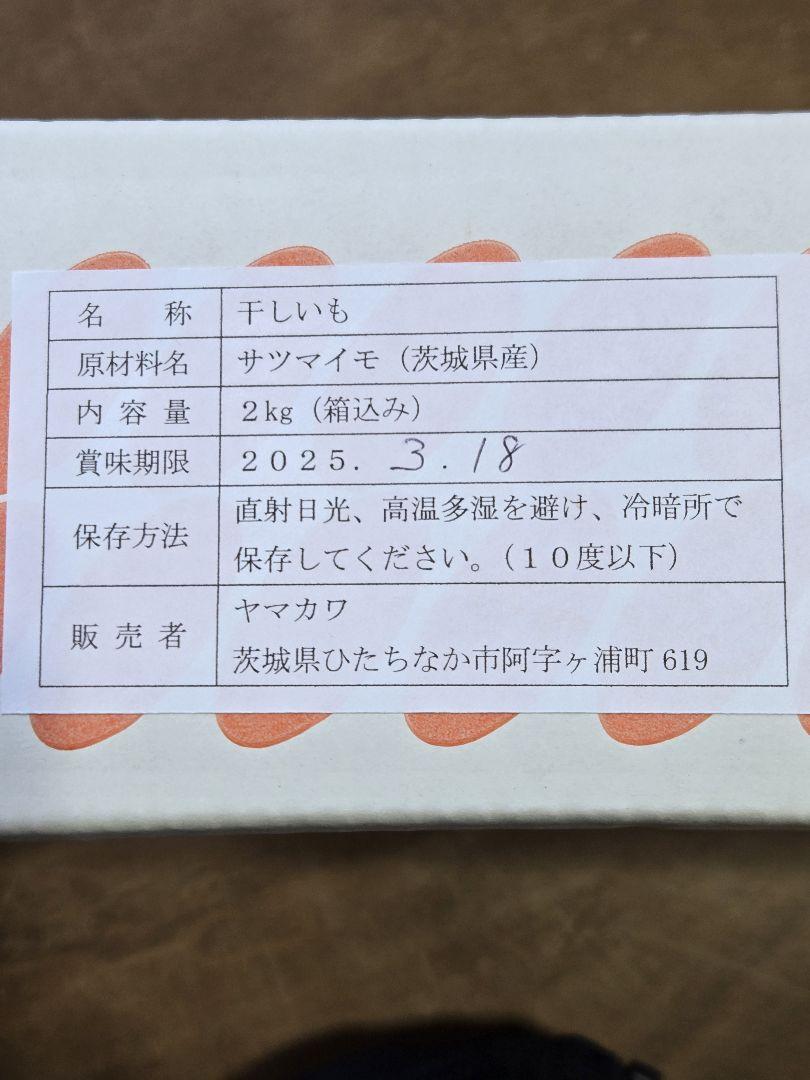 名 称 干しいも
原材料名 サツマイモ（茨城県産）
内容量 ２kg（箱込み）
賞味期限 ２０２５．3．18
保存方法 直射日光、高温多湿を避け、冷暗所で
保存してください。（１０度以下）
販売者 ヤマカワ
茨城県ひたちなか市阿字ヶ浦町 619